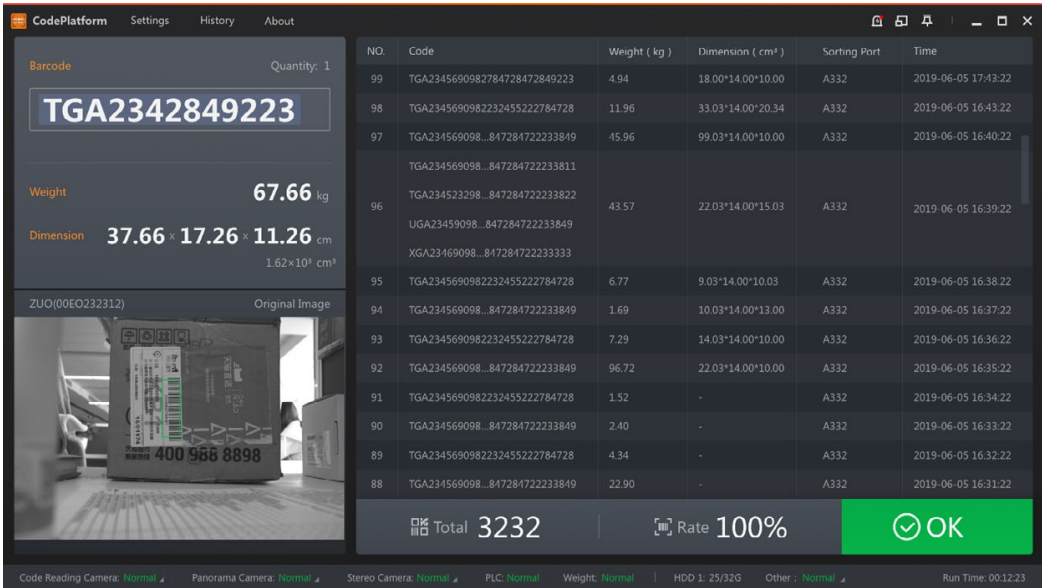 CodePlatform Settings History About
Barcode Quantity: 1
TGA2342849223
Weight 67.66 kg
Dimension 37.66 × 17.26 × 11.26 cm
1.62×10³ cm³
ZUO(00EO232312) Original Image
400 988 8898
NO. Code Weight ( kg ) Dimension ( cm³ ) Sorting Port Time
99 TGA2345690982784728472849223 4.94 18.00*14.00*10.00 A332 2019-06-05 17:43:22
98 TGA2345690982232455222784728 11.96 33.03*14.00*20.34 A332 2019-06-05 16:43:22
97 TGA234569098...847284722233849 45.96 99.03*14.00*10.00 A332 2019-06-05 16:40:22
TGA234569098...847284722233811
TGA234523298...847284722233822
96 43.57 22.03*14.00*15.03 A332 2019-06-05 16:39:22
UGA23459098...847284722233849
XGA23469098...847284722233333
95 TGA2345690982232455222784728 6.77 9.03*14.00*10.03 A332 2019-06-05 16:38:22
94 TGA234569098...847284722233849 1.69 10.03*14.00*13.00 A332 2019-06-05 16:37:22
93 TGA2345690982232455222784728 7.29 14.03*14.00*10.00 A332 2019-06-05 16:36:22
92 TGA234569098...847284722233849 96.72 22.03*14.00*10.00 A332 2019-06-05 16:35:22
91 TGA2345690982232455222784728 1.52 - A332 2019-06-05 16:34:22
90 TGA234569098...847284722233849 2.40 - A332 2019-06-05 16:33:22
89 TGA2345690982232455222784728 4.34 - A332 2019-06-05 16:32:22
88 TGA234569098...847284722233849 22.90 - A332 2019-06-05 16:31:22
Total 3232 Rate 100% OK
Code Reading Camera: Normal Panorama Camera: Normal Stereo Camera: Normal PLC: Normal Weight: Normal HDD 1: 25/32G Other : Normal Run Time: 00:12:23